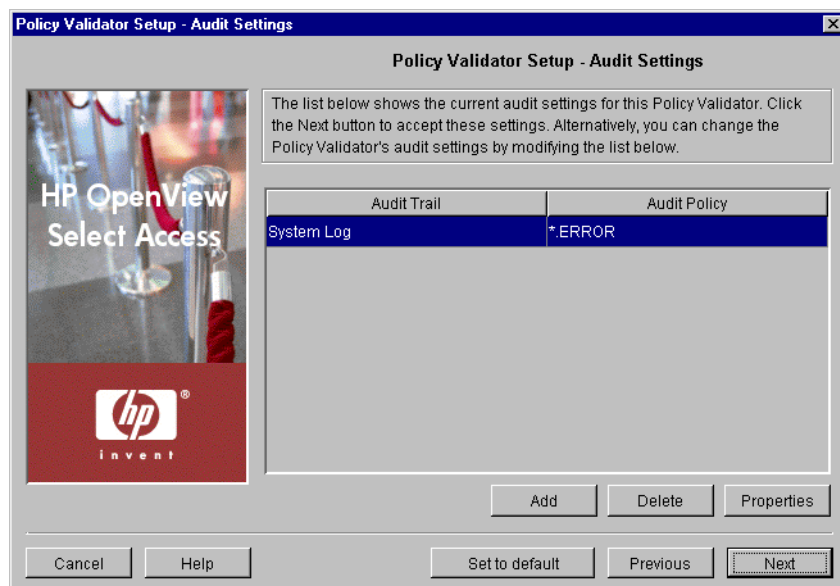 Policy Validator Setup - Audit Settings
Policy Validator Setup - Audit Settings
The list below shows the current audit settings for this Policy Validator. Click
the Next button to accept these settings. Alternatively, you can change the
Policy Validator's audit settings by modifying the list below.
HP OpenView
Select Access
hp
®
invent
Audit Trail Audit Policy
System Log *.ERROR
Add Delete Properties
Cancel Help Set to default Previous Next